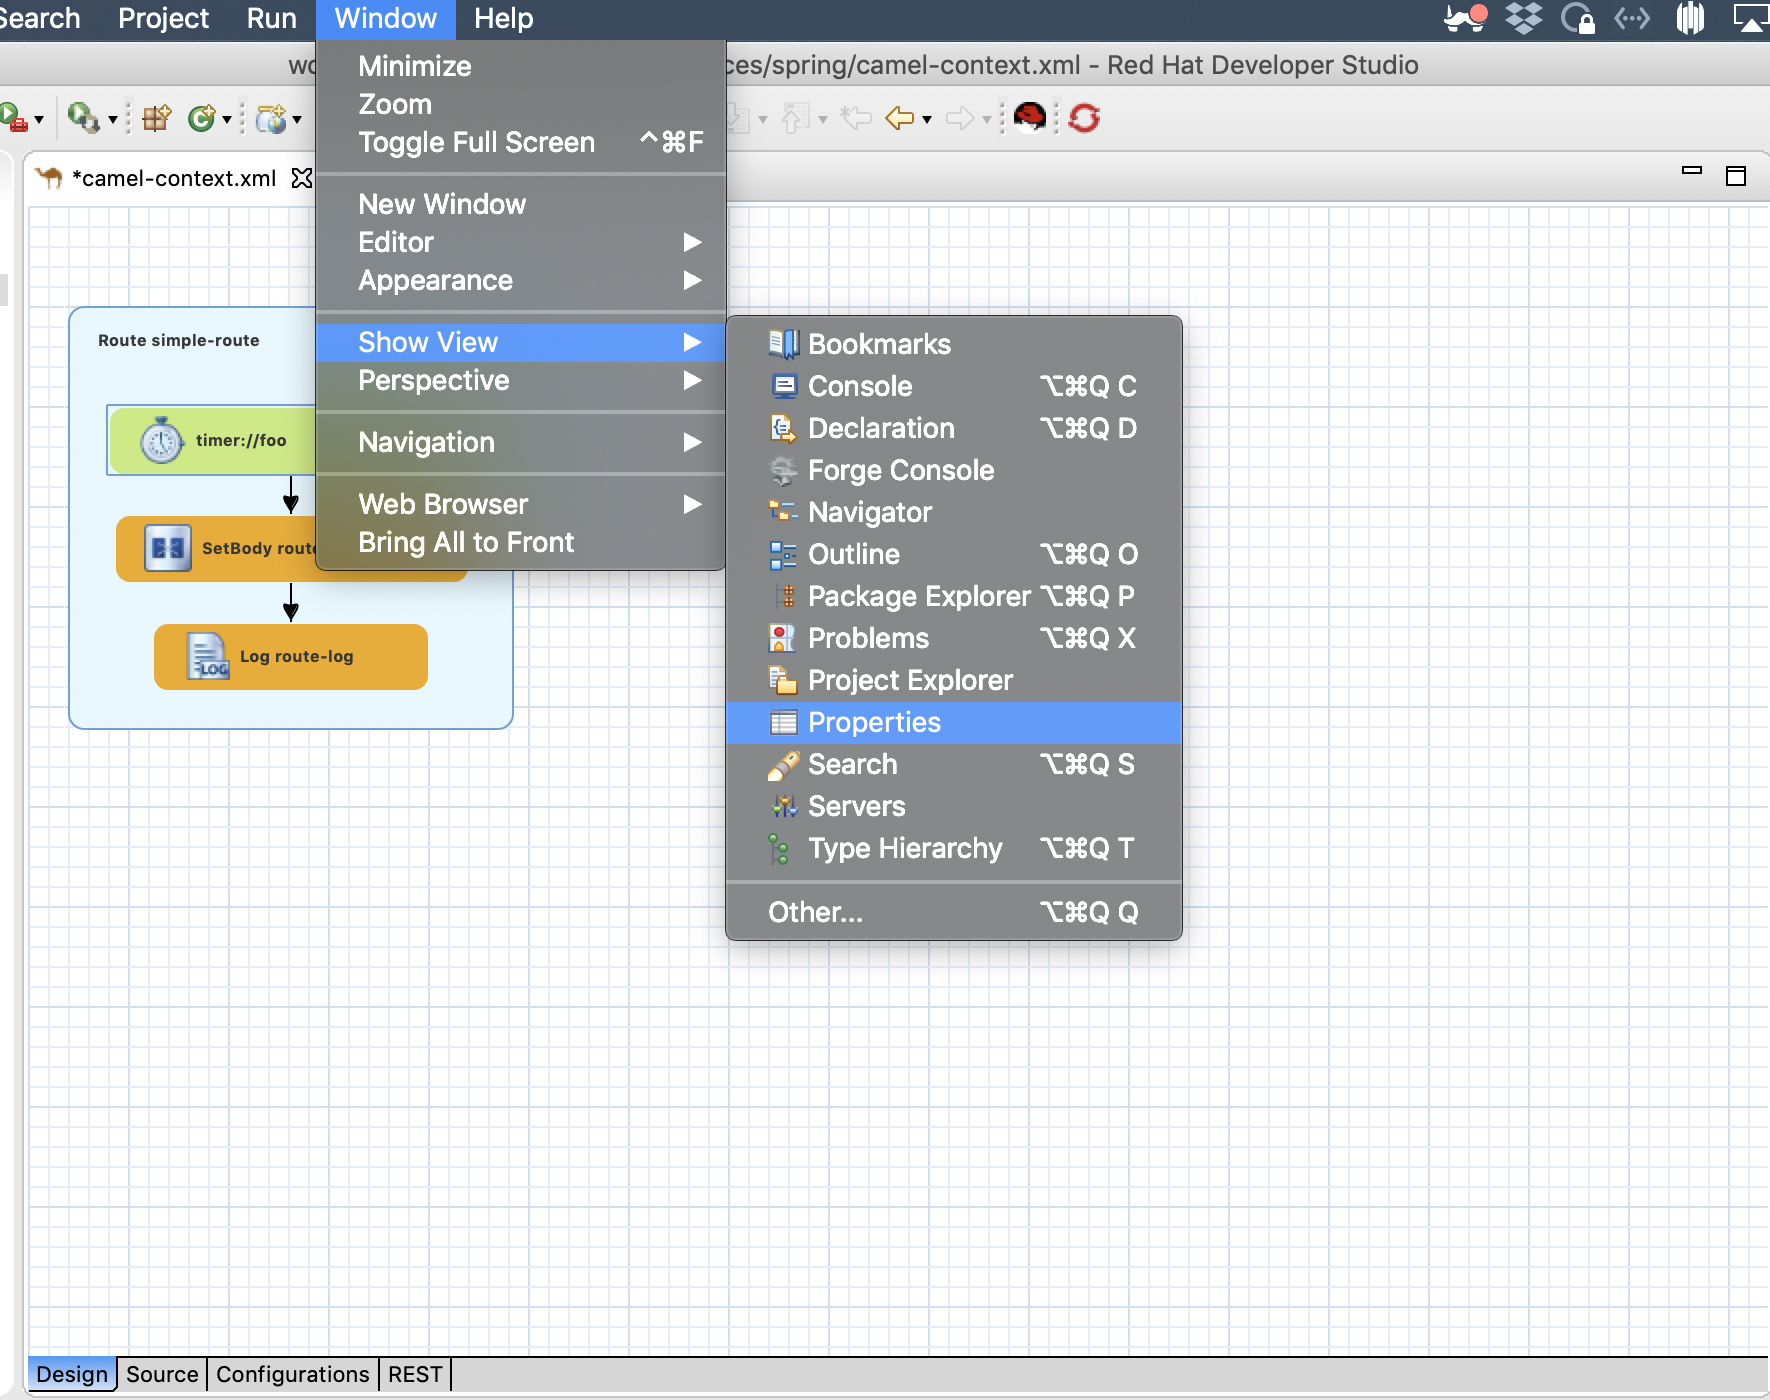 Search Project Run Window Help
ces/spring/camel-context.xml - Red Hat Developer Studio
*camel-context.xml
Minimize
Zoom
Toggle Full Screen ^⌘F
New Window
Editor
Appearance
Show View
Perspective
Navigation
Web Browser
Bring All to Front
Bookmarks
Console ⌥⌘Q C
Declaration ⌥⌘Q D
Forge Console
Navigator
Outline ⌥⌘Q O
Package Explorer ⌥⌘Q P
Problems ⌥⌘Q X
Project Explorer
Properties
Search ⌥⌘Q S
Servers
Type Hierarchy ⌥⌘Q T
Other... ⌥⌘Q Q
Route simple-route
timer://foo
SetBody route
LOG
Log route-log
Design Source Configurations REST